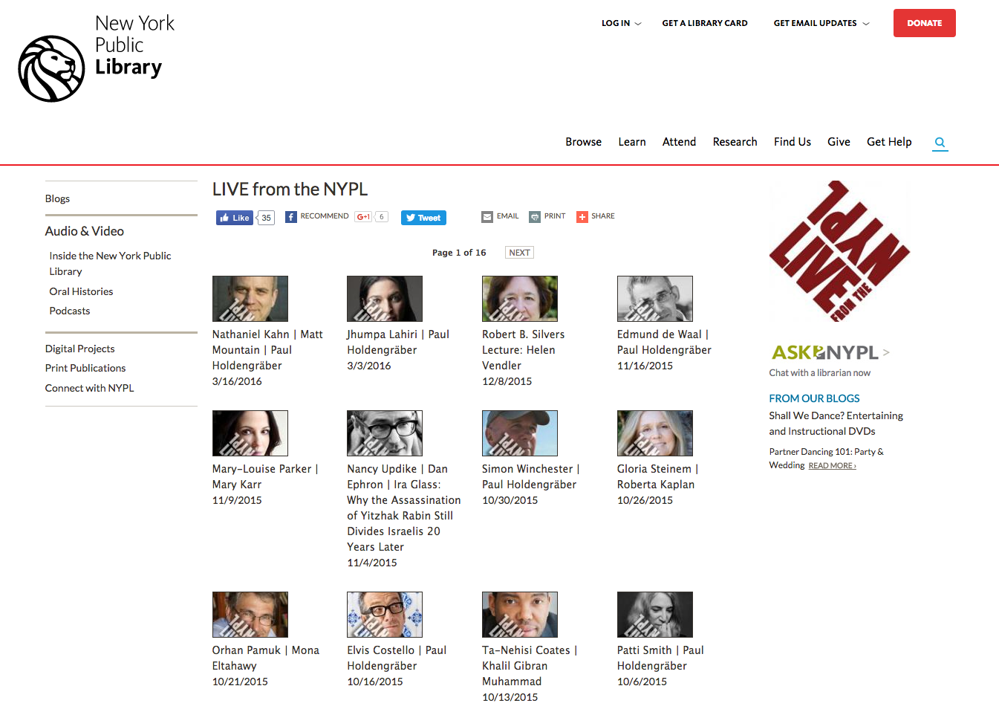 New York
Public
Library
LOG IN
GET A LIBRARY CARD
GET EMAIL UPDATES
DONATE
Browse
Learn
Attend
Research
Find Us
Give
Get Help
Blogs
Audio & Video
Inside the New York Public
Library
Oral Histories
Podcasts
Digital Projects
Print Publications
Connect with NYPL
LIVE from the NYPL
Like
35
RECOMMEND
G+1
6
Tweet
EMAIL
PRINT
SHARE
Page 1 of 16
NEXT
Nathaniel Kahn | Matt
Mountain | Paul
Holdengräber
3/16/2016
Jhumpa Lahiri | Paul
Holdengräber
3/3/2016
Robert B. Silvers
Lecture: Helen
Vendler
12/8/2015
Edmund de Waal |
Paul Holdengräber
11/16/2015
Mary-Louise Parker |
Mary Karr
11/9/2015
Nancy Updike | Dan
Ephron | Ira Glass:
Why the Assassination
of Yitzhak Rabin Still
Divides Israelis 20
Years Later
11/4/2015
Simon Winchester |
Paul Holdengräber
10/30/2015
Gloria Steinem |
Roberta Kaplan
10/26/2015
Orhan Pamuk | Mona
Eltahawy
10/21/2015
Elvis Costello | Paul
Holdengräber
10/16/2015
Ta-Nehisi Coates |
Khalil Gibran
Muhammad
10/13/2015
Patti Smith | Paul
Holdengräber
10/6/2015
LIVE
FROM THE
NYPL
ASK NYPL >
Chat with a librarian now
FROM OUR BLOGS
Shall We Dance? Entertaining
and Instructional DVDs
Partner Dancing 101: Party &
Wedding READ MORE ›